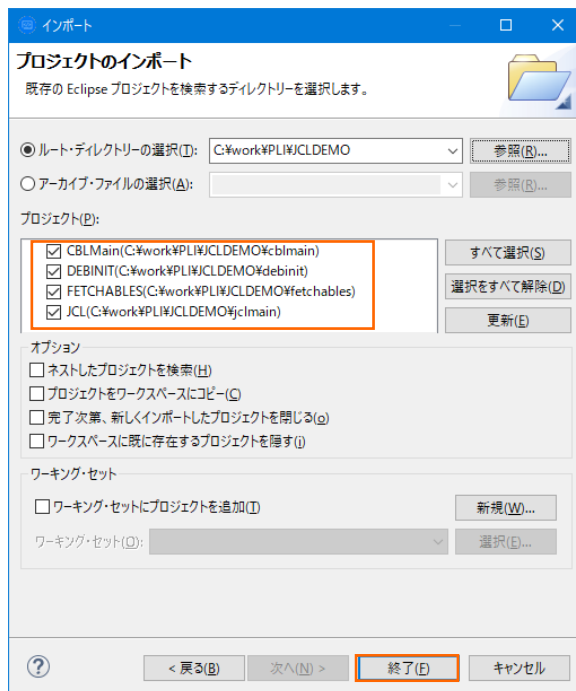 インポート
プロジェクトのインポート
既存の Eclipse プロジェクトを検索するディレクトリーを選択します。
ルート・ディレクトリーの選択(T): C:¥work¥PLI¥JCLDEMO 参照(R)...
アーカイブ・ファイルの選択(A): 参照(R)...
プロジェクト(P):
CBLMain(C:¥work¥PLI¥JCLDEMO¥cblmain) すべて選択(S)
DEBINIT(C:¥work¥PLI¥JCLDEMO¥debinit)
FETCHABLES(C:¥work¥PLI¥JCLDEMO¥fetchables) 選択をすべて解除(D)
JCL(C:¥work¥PLI¥JCLDEMO¥jclmain) 更新(E)
オプション
ネストしたプロジェクトを検索(H)
プロジェクトをワークスペースにコピー(C)
完了次第、新しくインポートしたプロジェクトを閉じる(o)
ワークスペースに既に存在するプロジェクトを隠す(i)
ワーキング・セット
ワーキング・セットにプロジェクトを追加(T) 新規(W)...
ワーキング・セット(O): 選択(E)...
? < 戻る(B) 次へ(N) > 終了(F) キャンセル